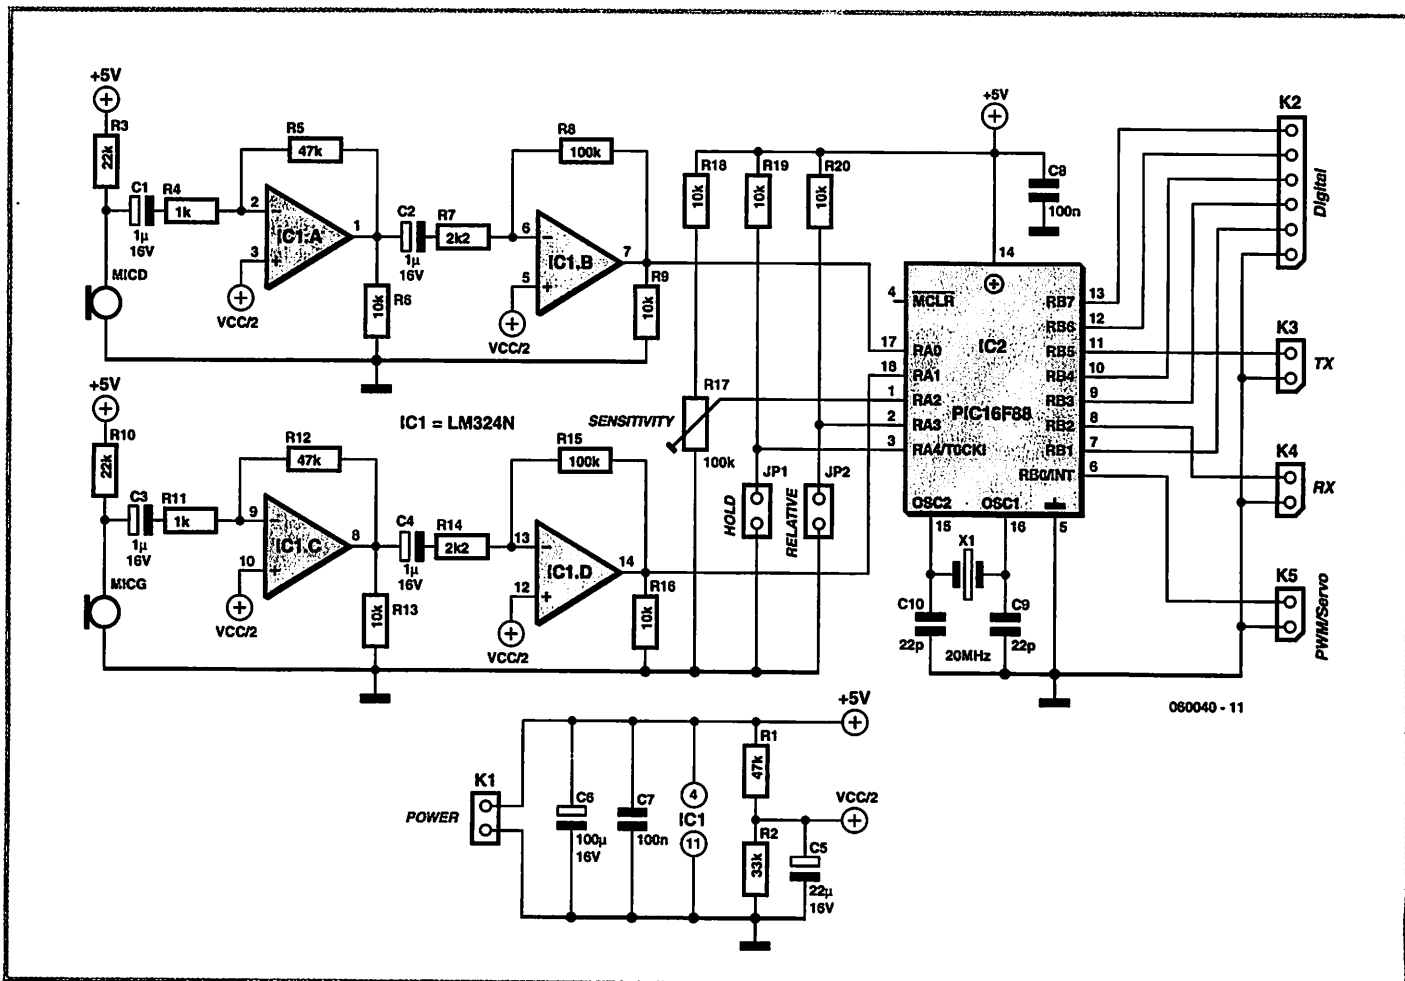 +5V
R3
22k
C1
1µ
16V
R4
1k
R5
47k
2
3
1
IC1.A
VCC/2
MICD
R6
10k
C2
1µ
16V
R7
2k2
R8
100k
6
5
7
IC1.B
VCC/2
R9
10k
+5V
R10
22k
C3
1µ
16V
R11
1k
R12
47k
9
10
8
IC1.C
VCC/2
MICG
R13
10k
C4
1µ
16V
R14
2k2
R15
100k
13
12
14
IC1.D
VCC/2
R16
10k
IC1 = LM324N
+5V
R18
10k
R19
10k
R20
10k
C8
100n
SENSITIVITY
R17
100k
JP1
HOLD
JP2
RELATIVE
14
4
MCLR
17
RA0
18
RA1
1
RA2
2
RA3
3
RA4/T0CKI
IC2
PIC16F88
RB7
13
RB6
12
RB5
11
RB4
10
RB3
9
RB2
8
RB1
7
RB0/INT
6
OSC2
15
OSC1
16
5
X1
20MHz
C10
22p
C9
22p
K2
Digital
K3
TX
K4
RX
K5
PWM/Servo
060040 - 11
K1
POWER
C6
100µ
16V
C7
100n
4
IC1
11
R1
47k
R2
33k
C5
22µ
16V
+5V
VCC/2